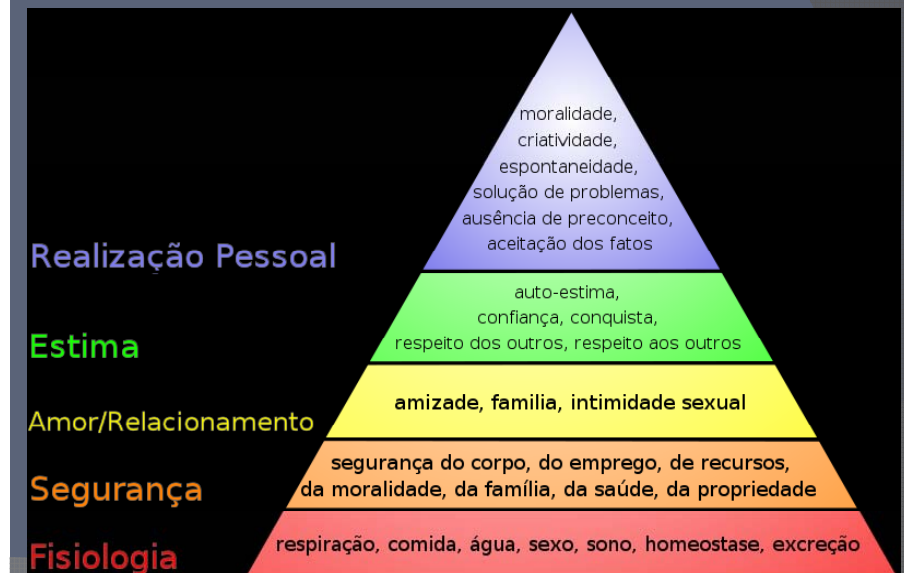 moralidade,
criatividade,
espontaneidade,
solução de problemas,
ausência de preconceito,
aceitação dos fatos
Realização Pessoal
auto-estima,
confiança, conquista,
respeito dos outros, respeito aos outros
Estima
amizade, familia, intimidade sexual
Amor/Relacionamento
segurança do corpo, do emprego, de recursos,
da moralidade, da família, da saúde, da propriedade
Segurança
respiração, comida, água, sexo, sono, homeostase, excreção
Fisiologia